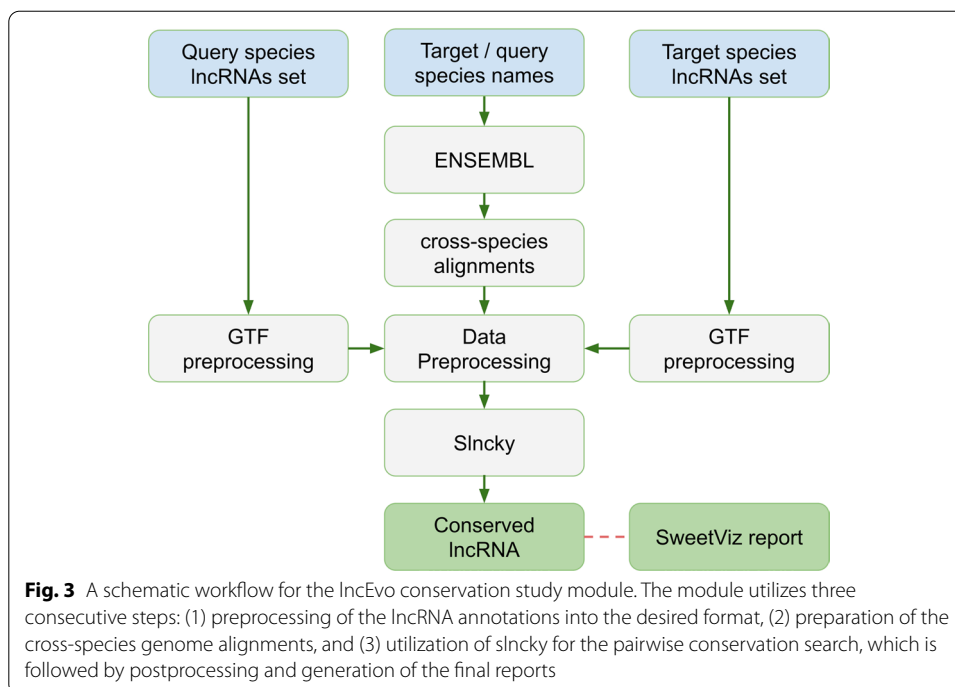 Query species
lncRNAs set
Target / query
species names
Target species
lncRNAs set
ENSEMBL
cross-species
alignments
GTF
preprocessing
Data
Preprocessing
GTF
preprocessing
Slncky
Conserved
lncRNA
SweetViz report
Fig. 3 A schematic workflow for the lncEvo conservation study module. The module utilizes three
consecutive steps: (1) preprocessing of the lncRNA annotations into the desired format, (2) preparation of the
cross-species genome alignments, and (3) utilization of slncky for the pairwise conservation search, which is
followed by postprocessing and generation of the final reports